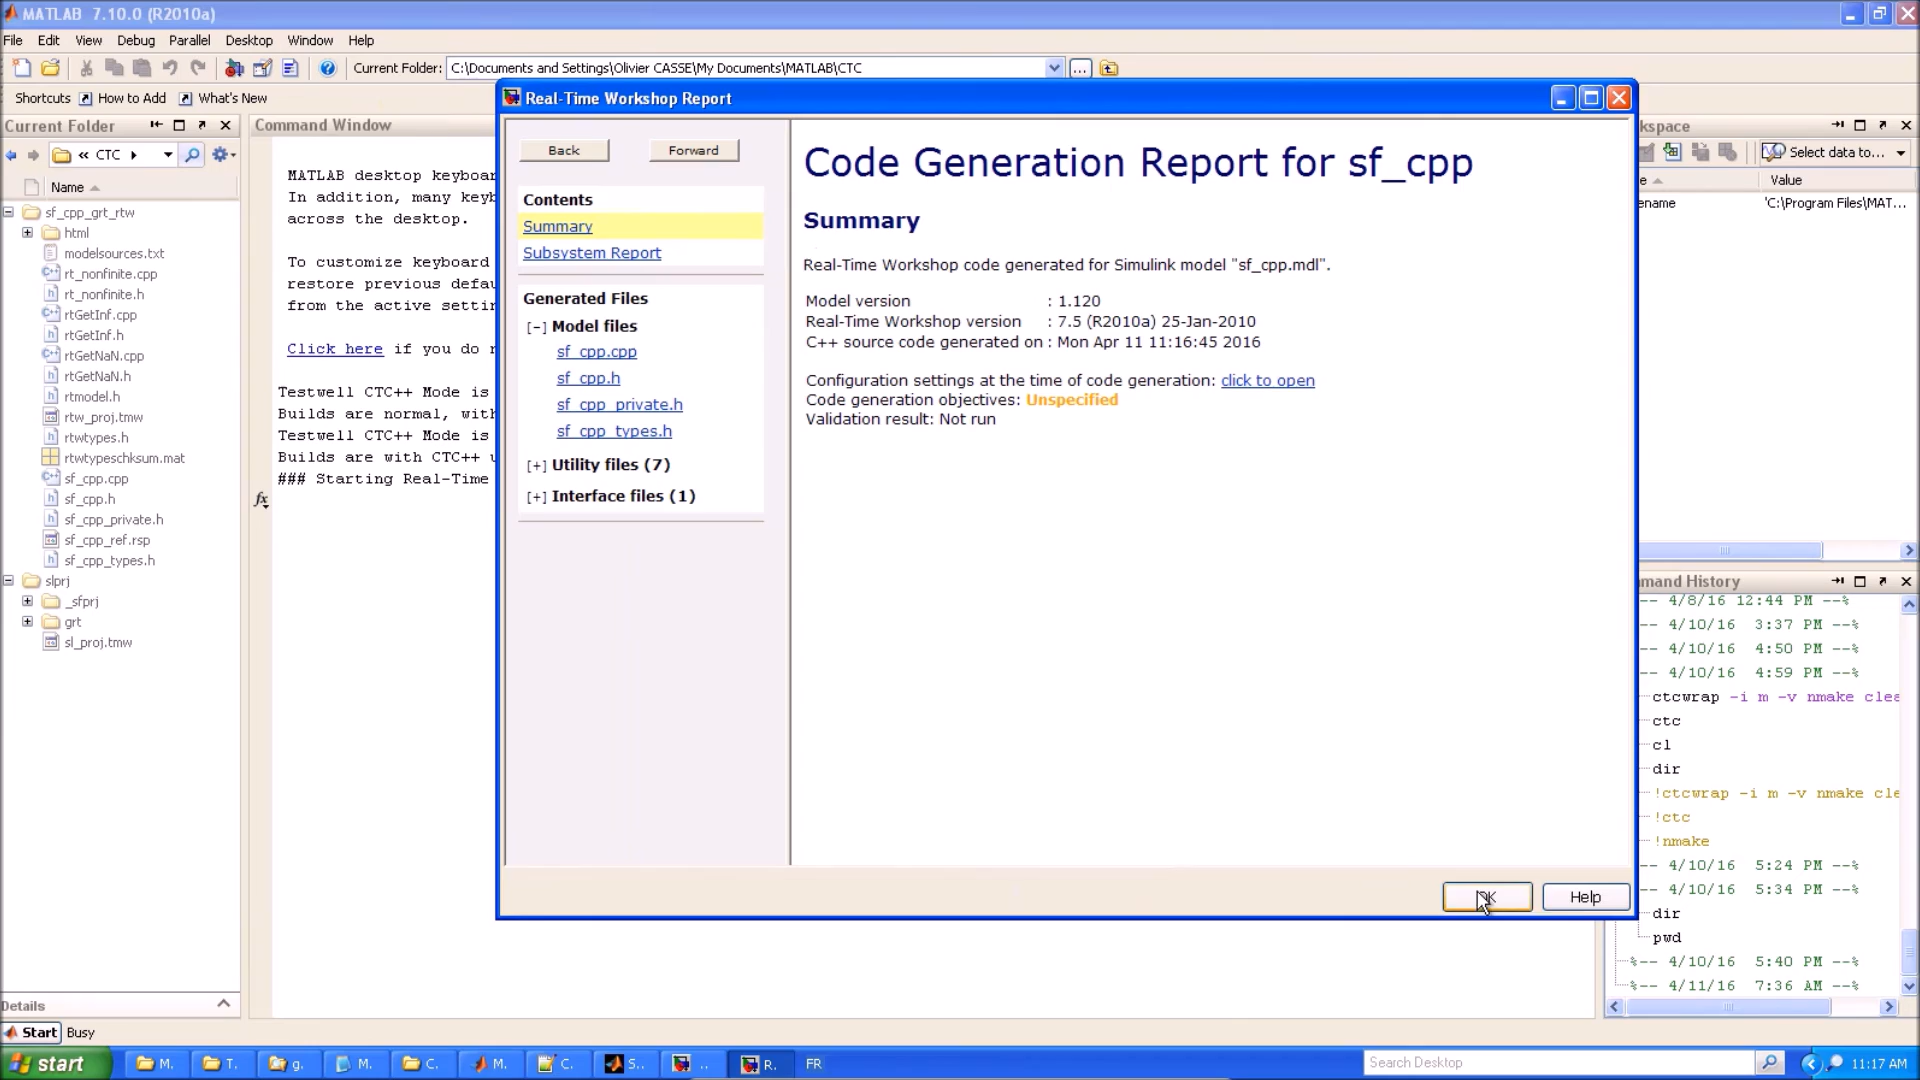 MATLAB 7.10.0 (R2010a)
File Edit View Debug Parallel Desktop Window Help
Current Folder: C:\Documents and Settings\Olivier CASSE\My Documents\MATLAB\CTC
Shortcuts How to Add What's New
Current Folder
« CTC
Name
sf_cpp_grt_rtw
html
modelsources.txt
rt_nonfinite.cpp
rt_nonfinite.h
rtGetInf.cpp
rtGetInf.h
rtGetNaN.cpp
rtGetNaN.h
rtmodel.h
rtw_proj.tmw
rtwtypes.h
rtwtypeschksum.mat
sf_cpp.cpp
sf_cpp.h
sf_cpp_private.h
sf_cpp_ref.rsp
sf_cpp_types.h
slprj
_sfprj
grt
sl_proj.tmw
Details
Command Window
MATLAB desktop keyboar
In addition, many keyb
across the desktop.
To customize keyboard
restore previous defau
from the active settin
Click here if you do n
Testwell CTC++ Mode is
Builds are normal, with
Testwell CTC++ Mode is
Builds are with CTC++ u
### Starting Real-Time
fx
Real-Time Workshop Report
Back Forward
Contents
Summary
Subsystem Report
Generated Files
[-] Model files
sf_cpp.cpp
sf_cpp.h
sf_cpp_private.h
sf_cpp_types.h
[+] Utility files (7)
[+] Interface files (1)
Code Generation Report for sf_cpp
Summary
Real-Time Workshop code generated for Simulink model "sf_cpp.mdl".
Model version : 1.120
Real-Time Workshop version : 7.5 (R2010a) 25-Jan-2010
C++ source code generated on : Mon Apr 11 11:16:45 2016
Configuration settings at the time of code generation: click to open
Code generation objectives: Unspecified
Validation result: Not run
OK Help
kspace
Select data to...
e Value
ename 'C:\Program Files\MAT...
mmand History
-- 4/8/16 12:44 PM --%
-- 4/10/16 3:37 PM --%
-- 4/10/16 4:50 PM --%
-- 4/10/16 4:59 PM --%
ctcwrap -i m -v nmake clea
ctc
cl
dir
!ctcwrap -i m -v nmake cle
!ctc
!nmake
-- 4/10/16 5:24 PM --%
-- 4/10/16 5:34 PM --%
dir
pwd
%-- 4/10/16 5:40 PM --%
%-- 4/11/16 7:36 AM --%
Start Busy
start M. T. g. M. C. M. C. S.. .. R. FR Search Desktop 11:17 AM